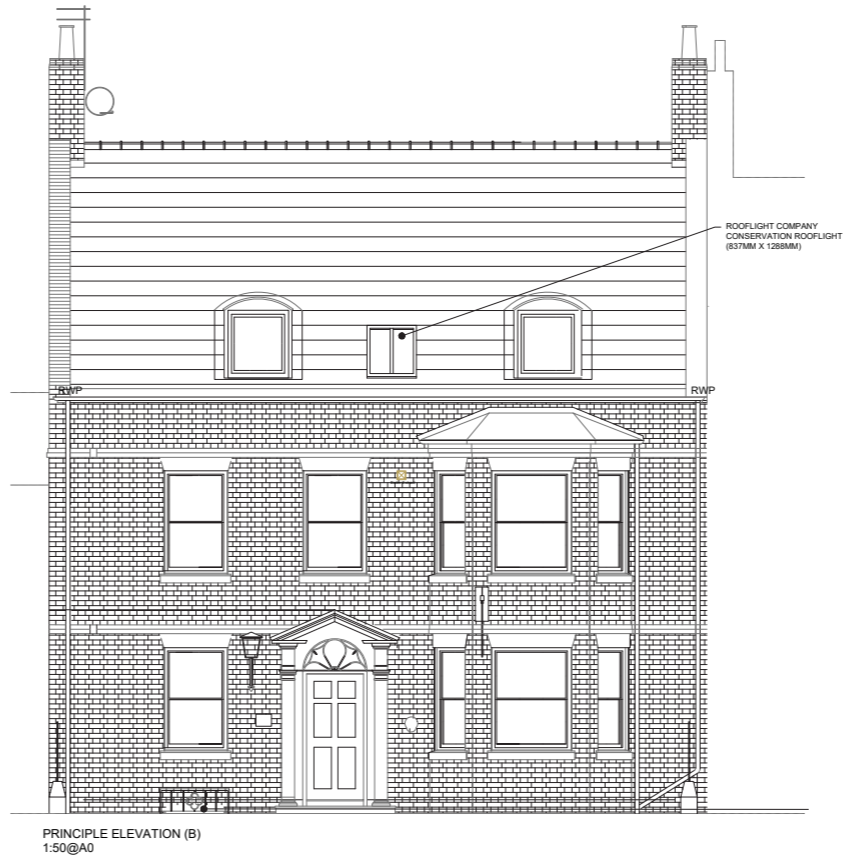 ROOFLIGHT COMPANY
CONSERVATION ROOFLIGHT
(837MM X 1288MM)
RWP
RWP
PRINCIPLE ELEVATION (B)
1:50@A0